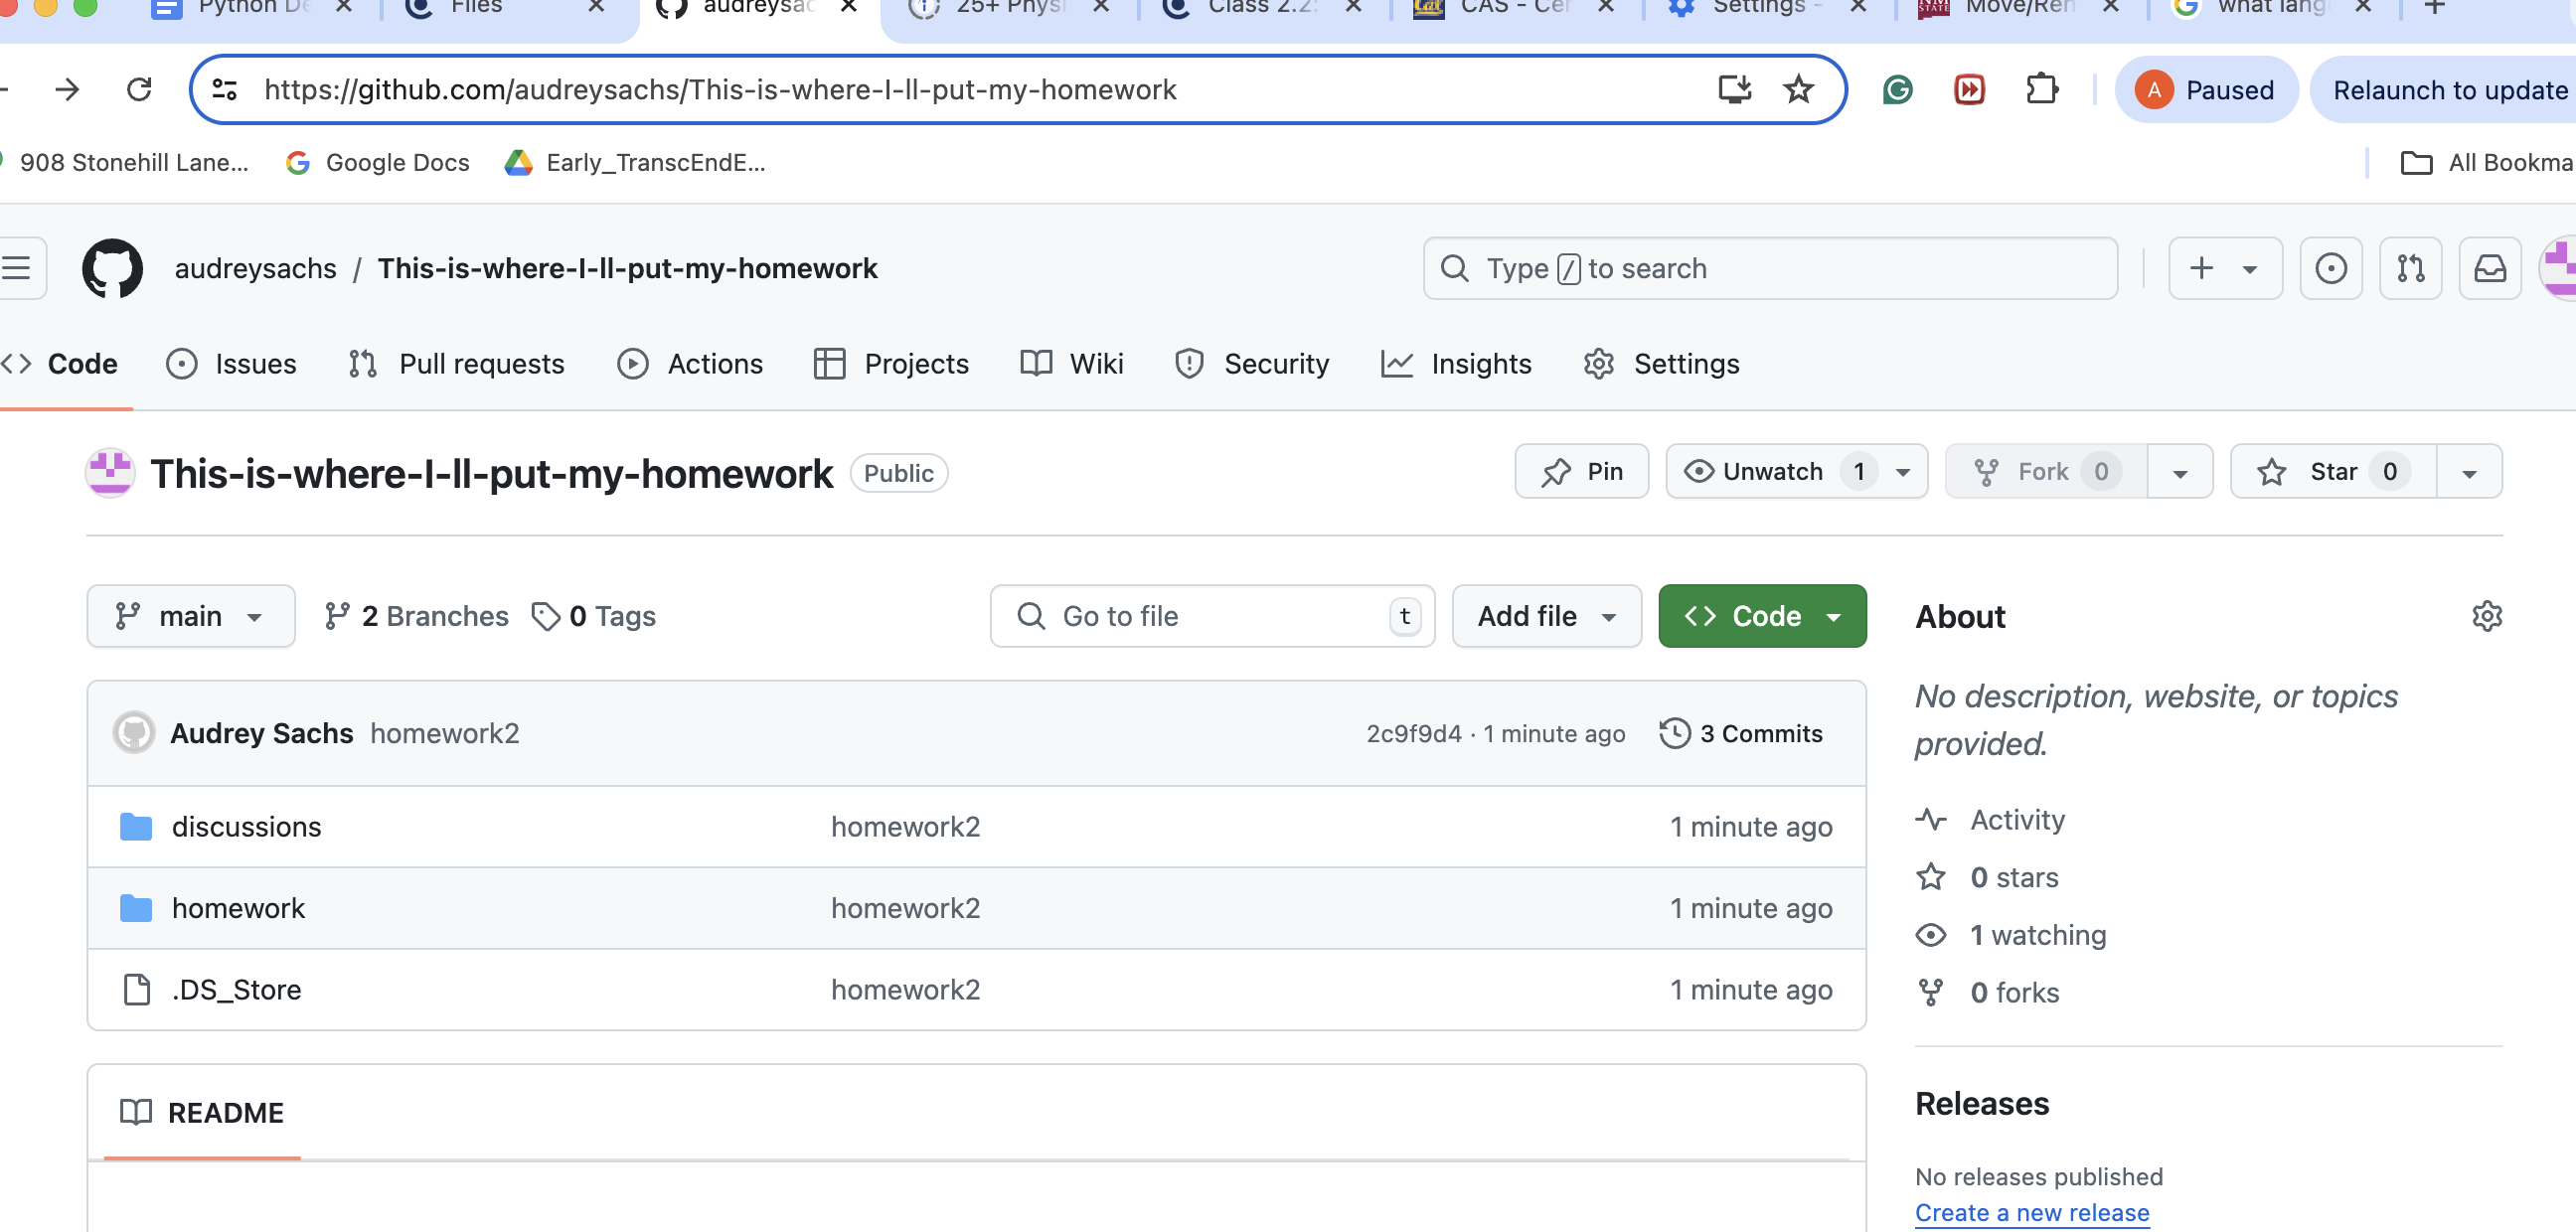 Python De
Files
audreysac
25+ Physi
Class 2.2:
CAS - Cen
Settings -
Move/Ren
what lang
https://github.com/audreysachs/This-is-where-I-ll-put-my-homework
A Paused
Relaunch to update
908 Stonehill Lane...
Google Docs
Early_TranscEndE...
All Bookma
audreysachs / This-is-where-I-ll-put-my-homework
Type / to search
Code
Issues
Pull requests
Actions
Projects
Wiki
Security
Insights
Settings
This-is-where-I-ll-put-my-homework Public
Pin
Unwatch 1
Fork 0
Star 0
main
2 Branches
0 Tags
Go to file t
Add file
<> Code
Audrey Sachs homework2 2c9f9d4 · 1 minute ago 3 Commits
discussions homework2 1 minute ago
homework homework2 1 minute ago
.DS_Store homework2 1 minute ago
README
About
No description, website, or topics
provided.
Activity
0 stars
1 watching
0 forks
Releases
No releases published
Create a new release